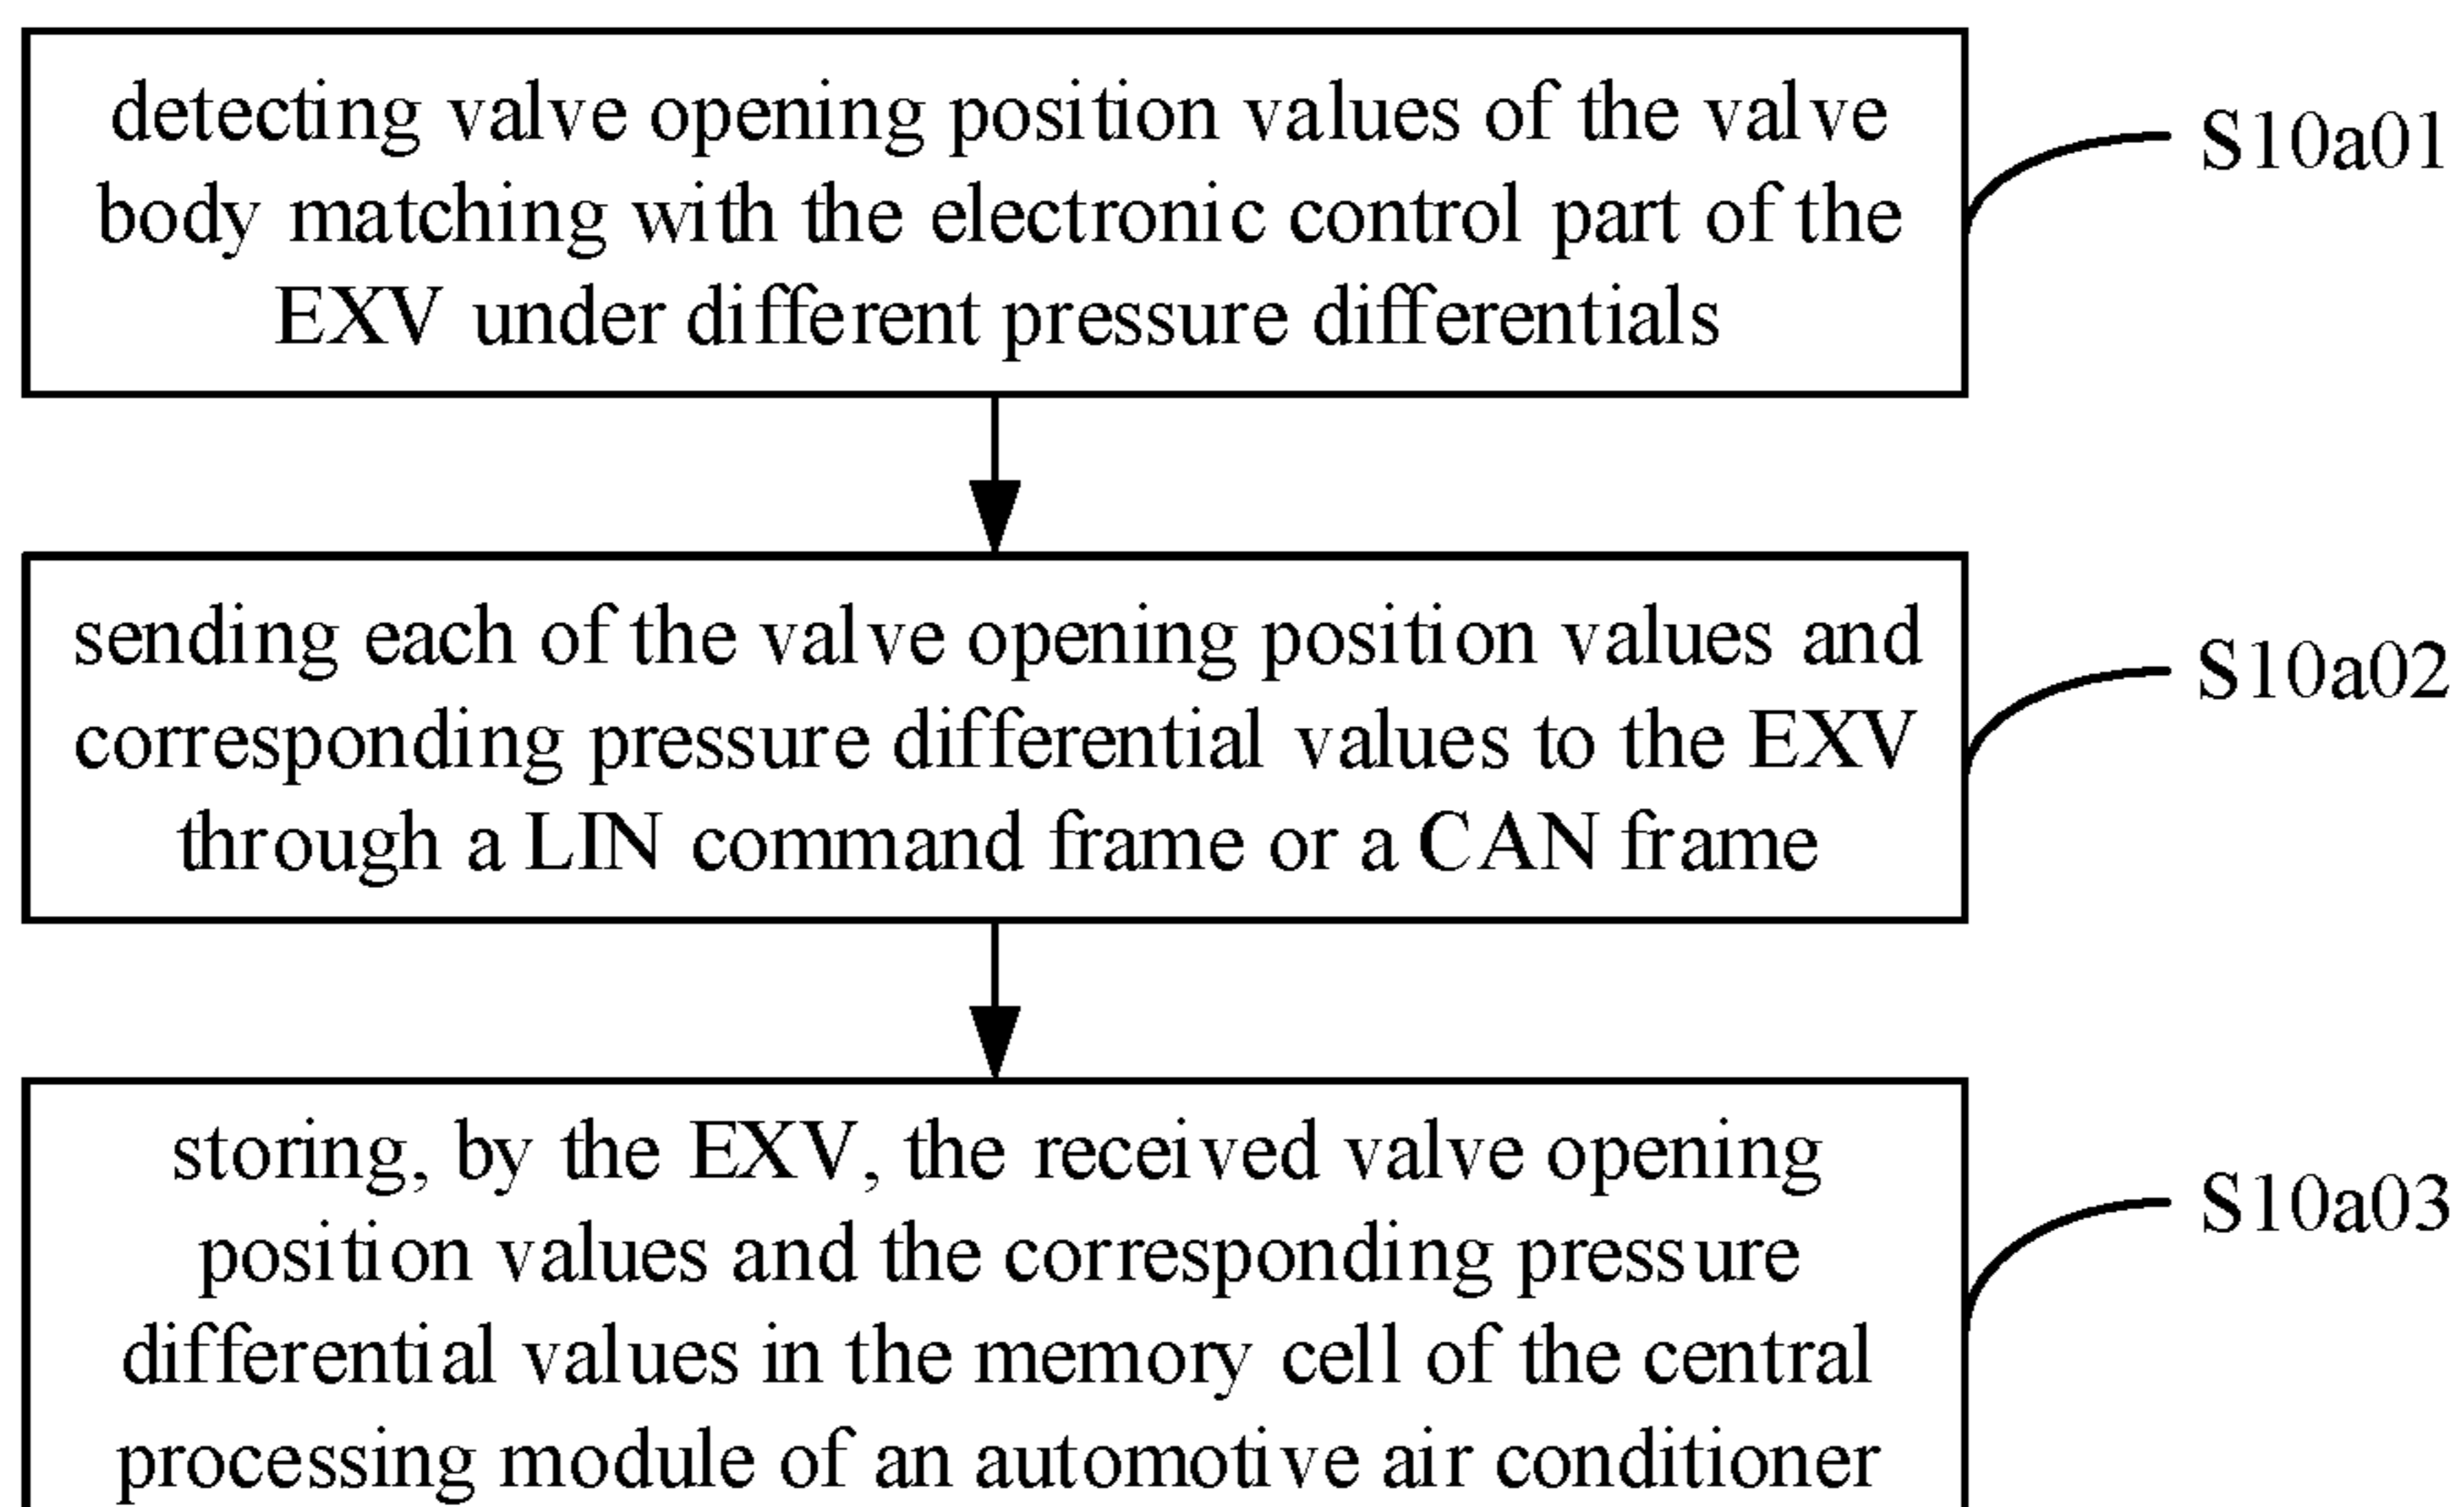 detecting valve opening position values of the valve
body matching with the electronic control part of the
EXV under different pressure differentials
S10a01
sending each of the valve opening position values and
corresponding pressure differential values to the EXV
through a LIN command frame or a CAN frame
S10a02
storing, by the EXV, the received valve opening
position values and the corresponding pressure
differential values in the memory cell of the central
processing module of an automotive air conditioner
S10a03